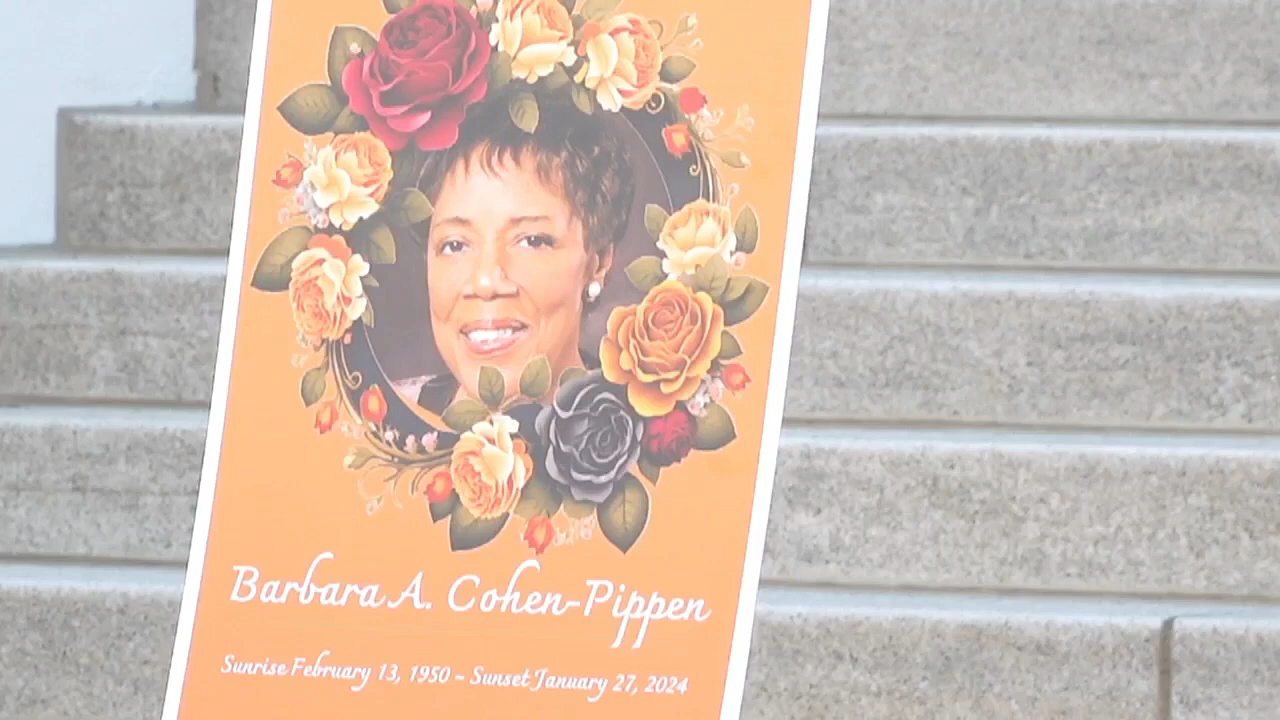 Barbara A. Cohen-Pippen
Sunrise February 13, 1950 ~ Sunset January 27, 2024